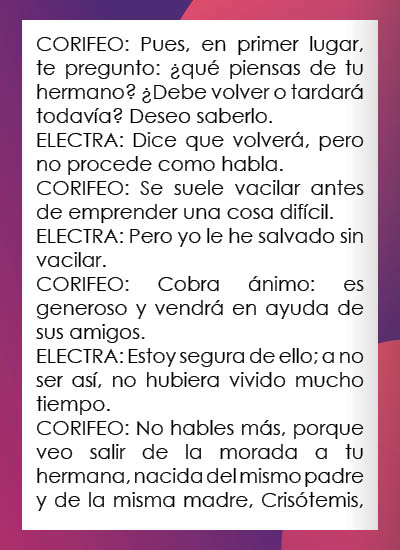 CORIFEO: Pues, en primer lugar,
te pregunto: ¿qué piensas de tu
hermano? ¿Debe volver o tardará
todavía? Deseo saberlo.
ELECTRA: Dice que volverá, pero
no procede como habla.
CORIFEO: Se suele vacilar antes
de emprender una cosa difícil.
ELECTRA: Pero yo le he salvado sin
vacilar.
CORIFEO: Cobra ánimo: es
generoso y vendrá en ayuda de
sus amigos.
ELECTRA: Estoy segura de ello; a no
ser así, no hubiera vivido mucho
tiempo.
CORIFEO: No hables más, porque
veo salir de la morada a tu
hermana, nacida del mismo padre
y de la misma madre, Crisótemis,